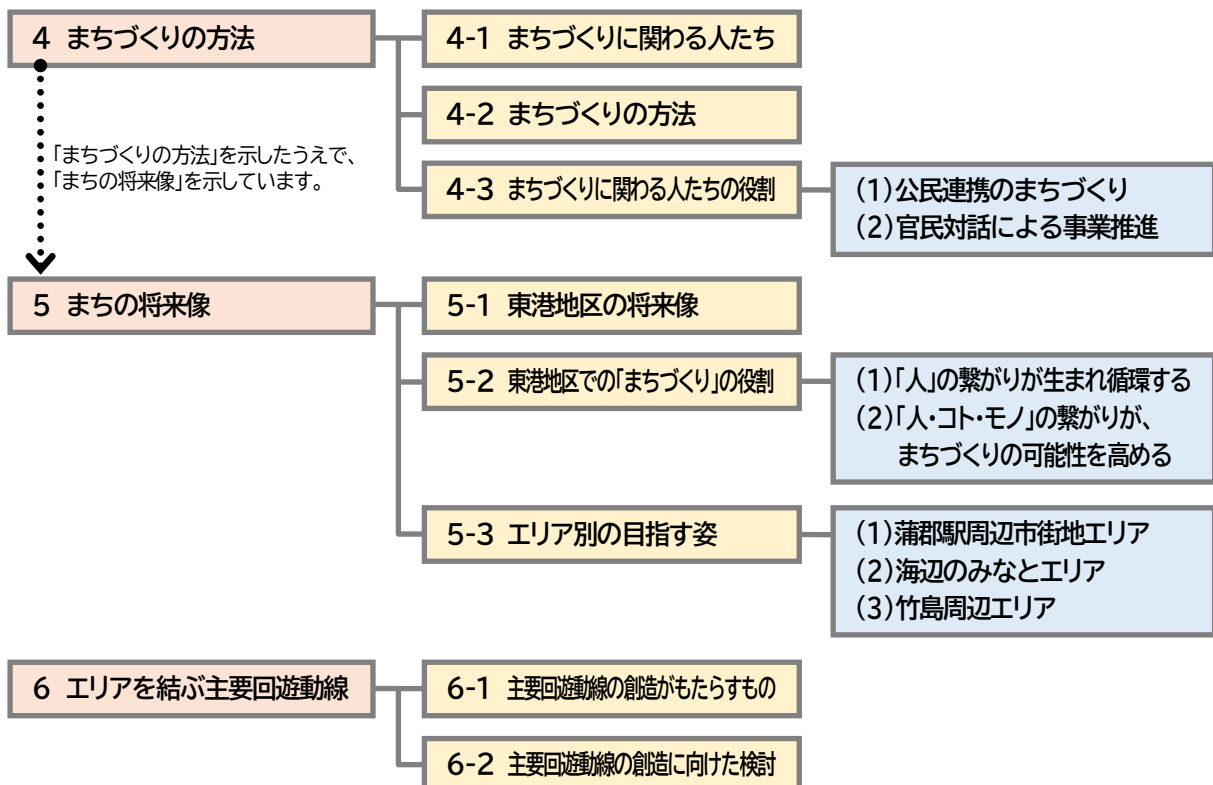 4 まちづくりの方法
4-1 まちづくりに関わる人たち
4-2 まちづくりの方法
「まちづくりの方法」を示したうえで、
「まちの将来像」を示しています。
4-3 まちづくりに関わる人たちの役割
(1)公民連携のまちづくり
(2)官民対話による事業推進
5 まちの将来像
5-1 東港地区の将来像
5-2 東港地区での「まちづくり」の役割
(1)「人」の繋がりが生まれ循環する
(2)「人・コト・モノ」の繋がりが、
まちづくりの可能性を高める
5-3 エリア別の目指す姿
(1)蒲郡駅周辺市街地エリア
(2)海辺のみなとエリア
(3)竹島周辺エリア
6 エリアを結ぶ主要回遊動線
6-1 主要回遊動線の創造がもたらすもの
6-2 主要回遊動線の創造に向けた検討